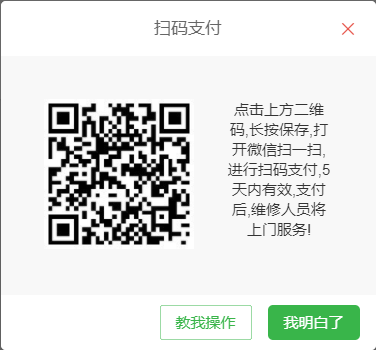 扫码支付
点击上方二维
码,长按保存,打
开微信扫一扫,
进行扫码支付,5
天内有效,支付
后,维修人员将
上门服务!
教我操作
我明白了